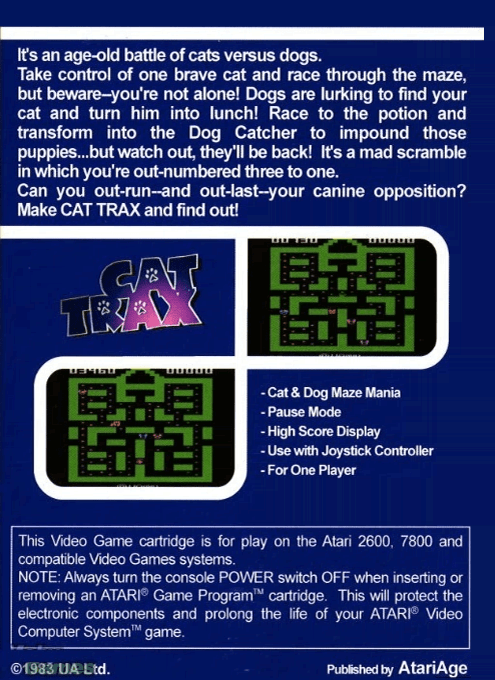 It's an age-old battle of cats versus dogs.
Take control of one brave cat and race through the maze,
but beware--you're not alone! Dogs are lurking to find your
cat and turn him into lunch! Race to the potion and
transform into the Dog Catcher to impound those
puppies...but watch out, they'll be back! It's a mad scramble
in which you're out-numbered three to one.
Can you out-run--and out-last--your canine opposition?
Make CAT TRAX and find out!
CAT
TRAX
- Cat & Dog Maze Mania
- Pause Mode
- High Score Display
- Use with Joystick Controller
- For One Player
This Video Game cartridge is for play on the Atari 2600, 7800 and
compatible Video Games systems.
NOTE: Always turn the console POWER switch OFF when inserting or
removing an ATARI® Game Program™ cartridge. This will protect the
electronic components and prolong the life of your ATARI® Video
Computer System™ game.
©1983 UA Ltd.
Published by AtariAge